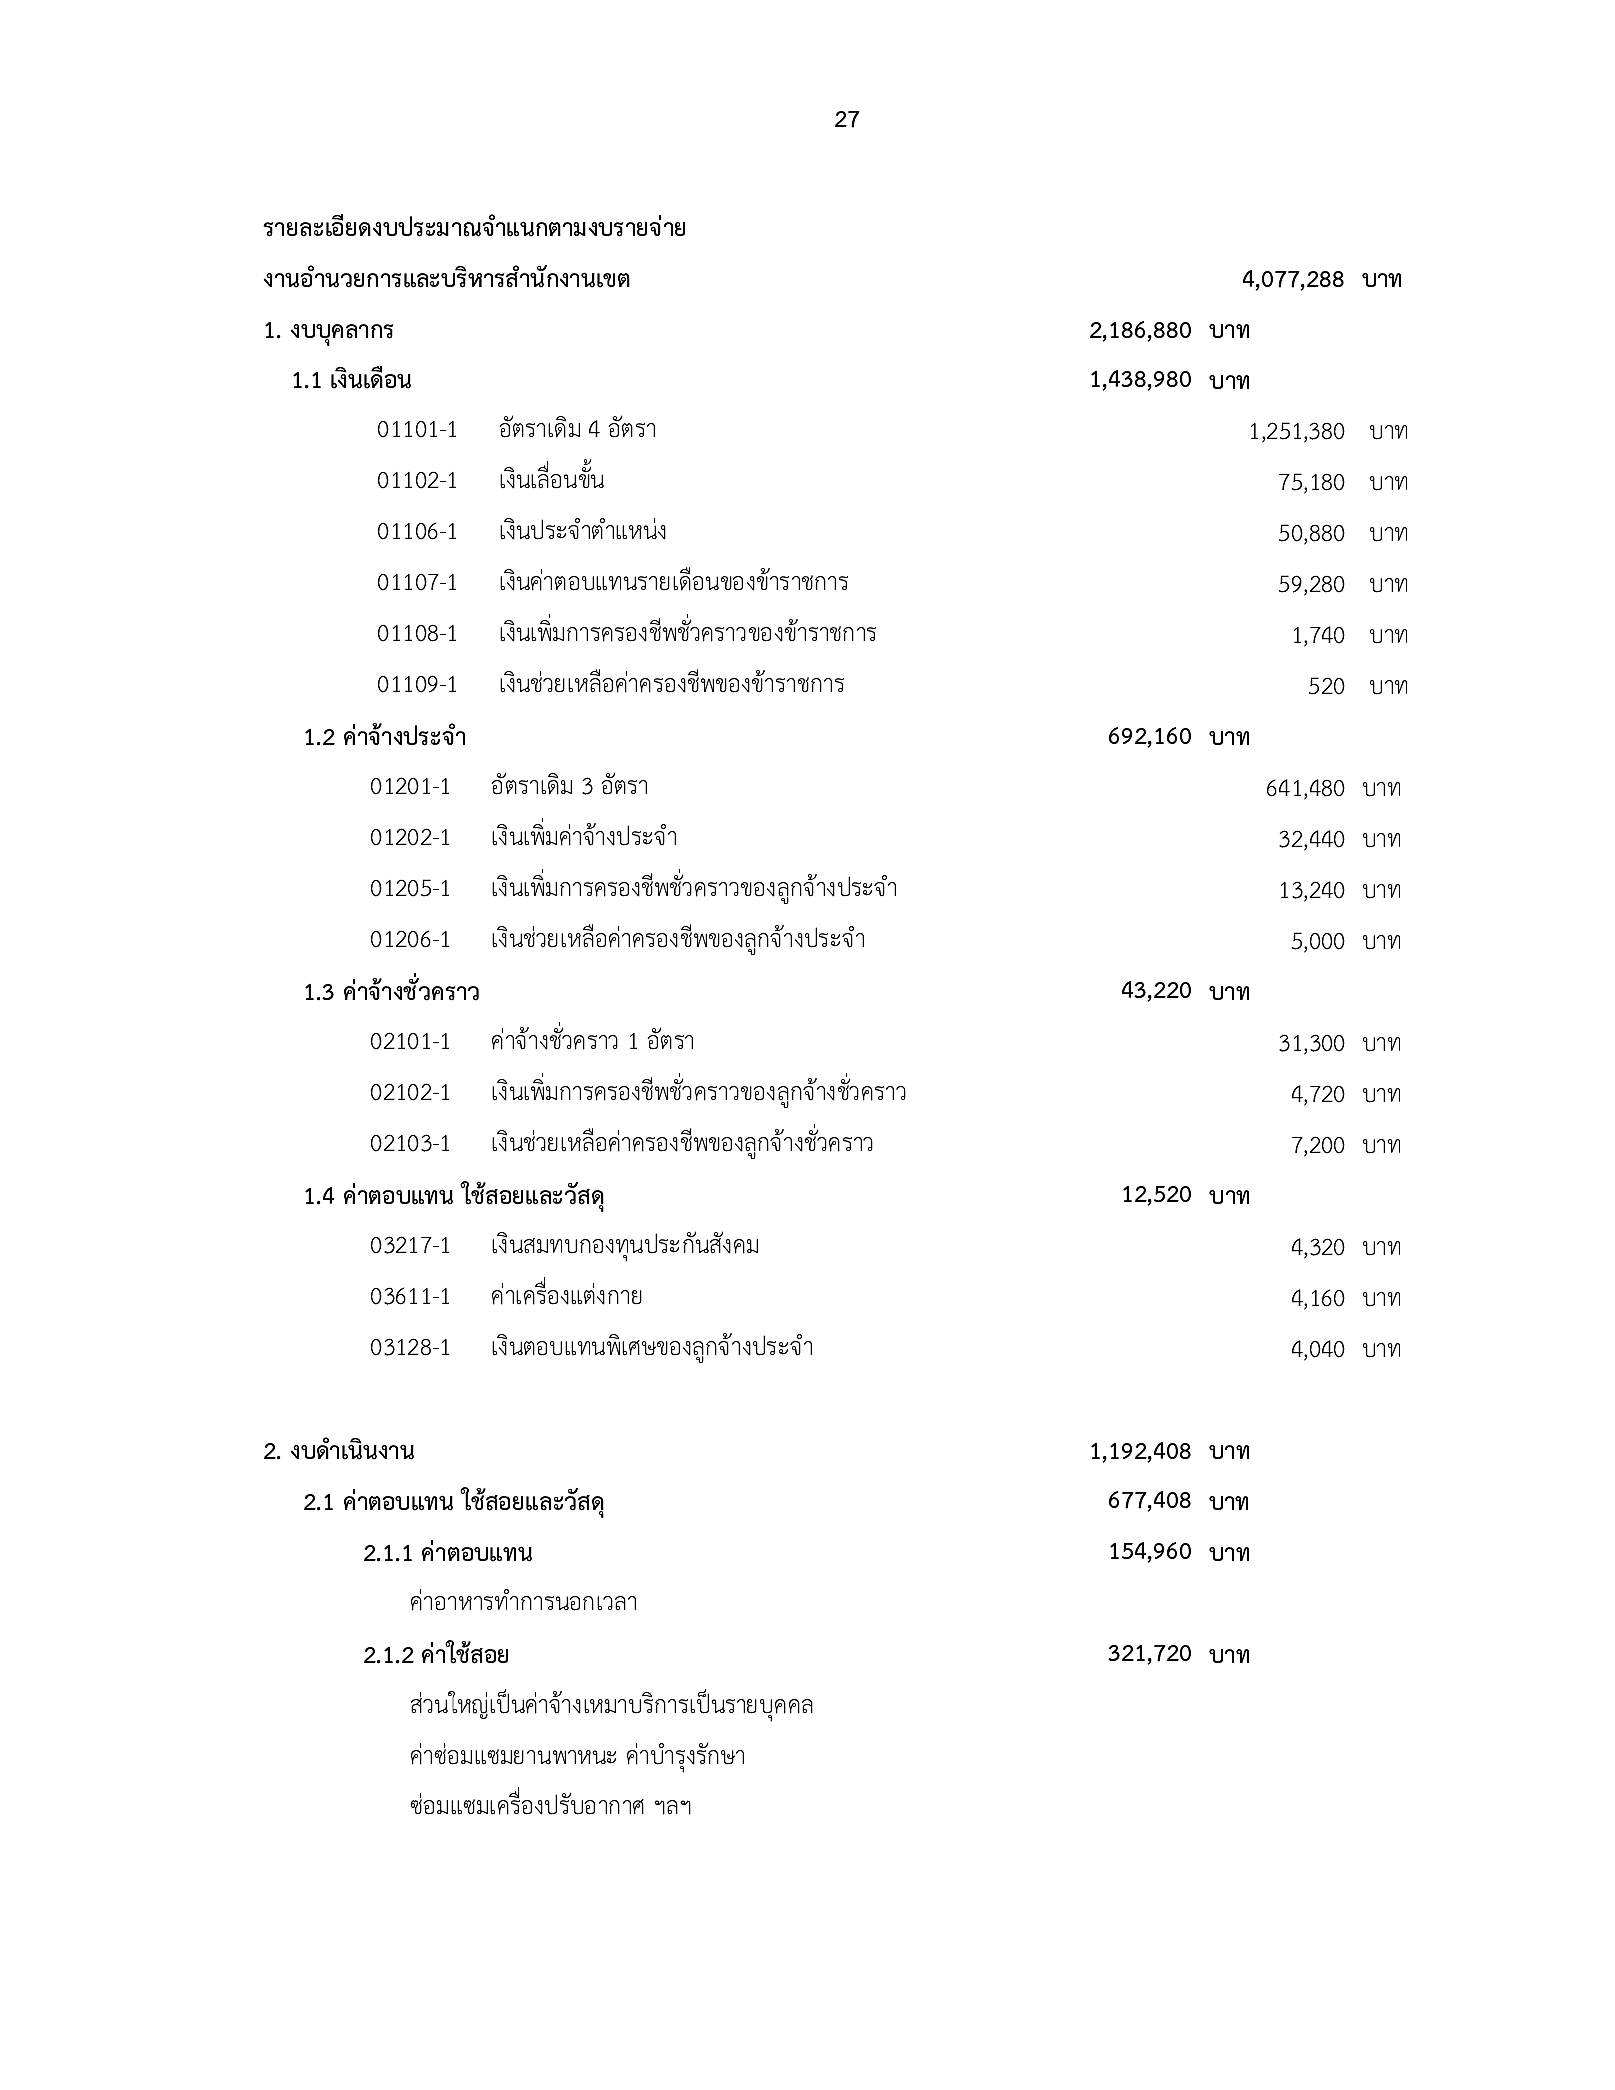 27
รายละเอียดงบประมาณจำแนกตามงบรายจ่าย
งานอำนวยการและบริหารสำนักงานเขต 4,077,288 บาท
1. งบบุคลากร 2,186,880 บาท
1.1 เงินเดือน 1,438,980 บาท
01101-1 อัตราเดิม 4 อัตรา 1,251,380 บาท
01102-1 เงินเลื่อนขั้น 75,180 บาท
01106-1 เงินประจำตำแหน่ง 50,880 บาท
01107-1 เงินค่าตอบแทนรายเดือนของข้าราชการ 59,280 บาท
01108-1 เงินเพิ่มการครองชีพชั่วคราวของข้าราชการ 1,740 บาท
01109-1 เงินช่วยเหลือค่าครองชีพของข้าราชการ 520 บาท
1.2 ค่าจ้างประจำ 692,160 บาท
01201-1 อัตราเดิม 3 อัตรา 641,480 บาท
01202-1 เงินเพิ่มค่าจ้างประจำ 32,440 บาท
01205-1 เงินเพิ่มการครองชีพชั่วคราวของลูกจ้างประจำ 13,240 บาท
01206-1 เงินช่วยเหลือค่าครองชีพของลูกจ้างประจำ 5,000 บาท
1.3 ค่าจ้างชั่วคราว 43,220 บาท
02101-1 ค่าจ้างชั่วคราว 1 อัตรา 31,300 บาท
02102-1 เงินเพิ่มการครองชีพชั่วคราวของลูกจ้างชั่วคราว 4,720 บาท
02103-1 เงินช่วยเหลือค่าครองชีพของลูกจ้างชั่วคราว 7,200 บาท
1.4 ค่าตอบแทน ใช้สอยและวัสดุ 12,520 บาท
03217-1 เงินสมทบกองทุนประกันสังคม 4,320 บาท
03611-1 ค่าเครื่องแต่งกาย 4,160 บาท
03128-1 เงินตอบแทนพิเศษของลูกจ้างประจำ 4,040 บาท
2. งบดำเนินงาน 1,192,408 บาท
2.1 ค่าตอบแทน ใช้สอยและวัสดุ 677,408 บาท
2.1.1 ค่าตอบแทน 154,960 บาท
ค่าอาหารทำการนอกเวลา
2.1.2 ค่าใช้สอย 321,720 บาท
ส่วนใหญ่เป็นค่าจ้างเหมาบริการเป็นรายบุคคล
ค่าซ่อมแซมยานพาหนะ ค่าบำรุงรักษา
ซ่อมแซมเครื่องปรับอากาศ ฯลฯ